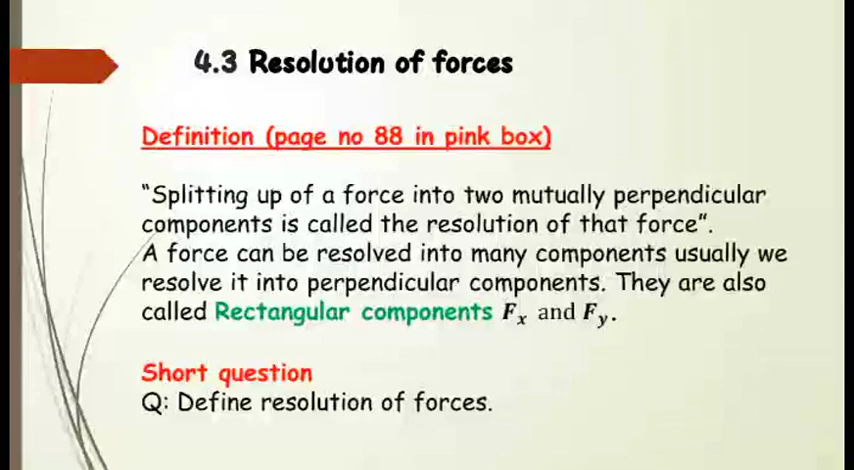 4.3 Resolution of forces
Definition (page no 88 in pink box)
“Splitting up of a force into two mutually perpendicular
components is called the resolution of that force”.
A force can be resolved into many components usually we
resolve it into perpendicular components. They are also
called Rectangular components Fₓ and Fᵧ.
Short question
Q: Define resolution of forces.